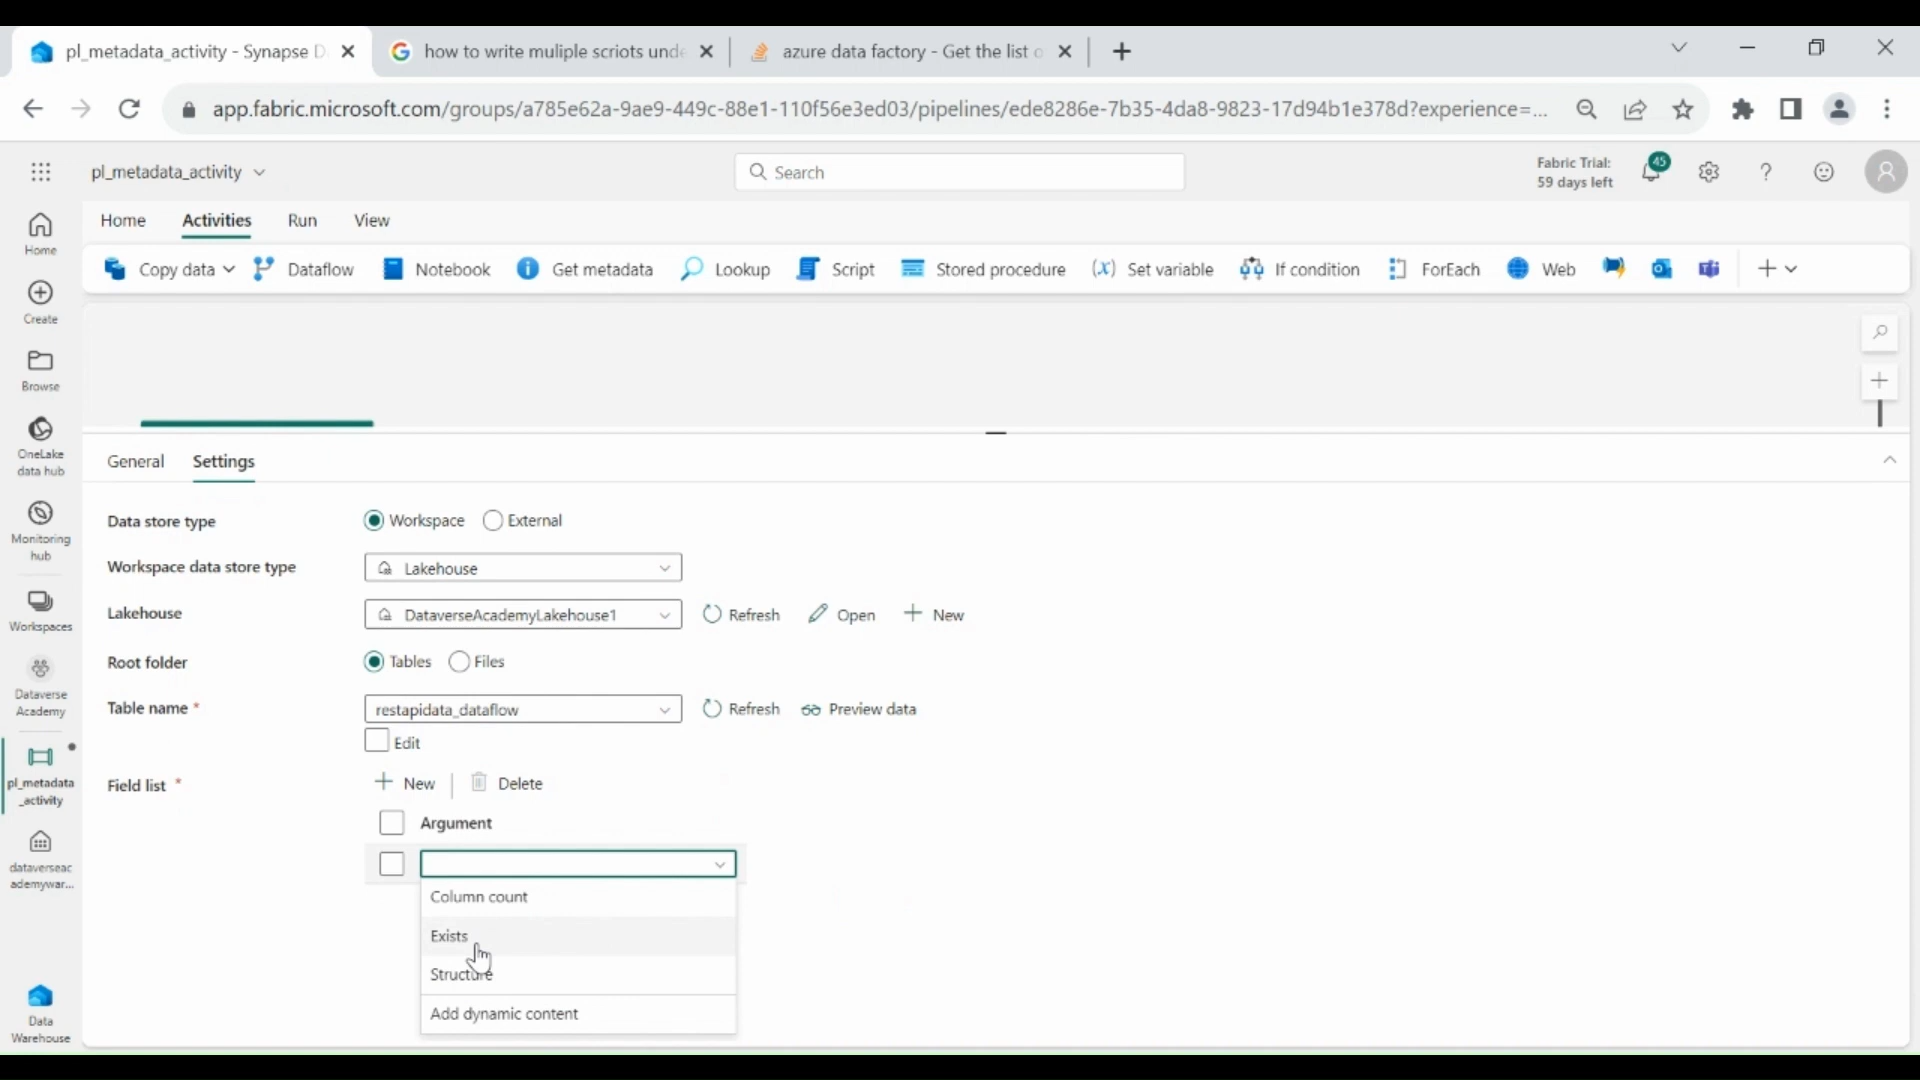 pl_metadata_activity - Synapse D
how to write muliple scriots unde
azure data factory - Get the list o
app.fabric.microsoft.com/groups/a785e62a-9ae9-449c-88e1-110f56e3ed03/pipelines/ede8286e-7b35-4da8-9823-17d94b1e378d?experience=...
pl_metadata_activity
Search
Fabric Trial:
59 days left
45
Home
Activities
Run
View
Copy data
Dataflow
Notebook
Get metadata
Lookup
Script
Stored procedure
Set variable
If condition
ForEach
Web
Home
Create
Browse
OneLake
data hub
Monitoring
hub
Workspaces
Dataverse
Academy
pl_metadata
_activity
dataverseac
ademywar...
Data
Warehouse
General
Settings
Data store type
Workspace
External
Workspace data store type
Lakehouse
Lakehouse
DataverseAcademyLakehouse1
Refresh
Open
New
Root folder
Tables
Files
Table name *
restapidata_dataflow
Refresh
Preview data
Edit
Field list *
New
Delete
Argument
Column count
Exists
Structure
Add dynamic content